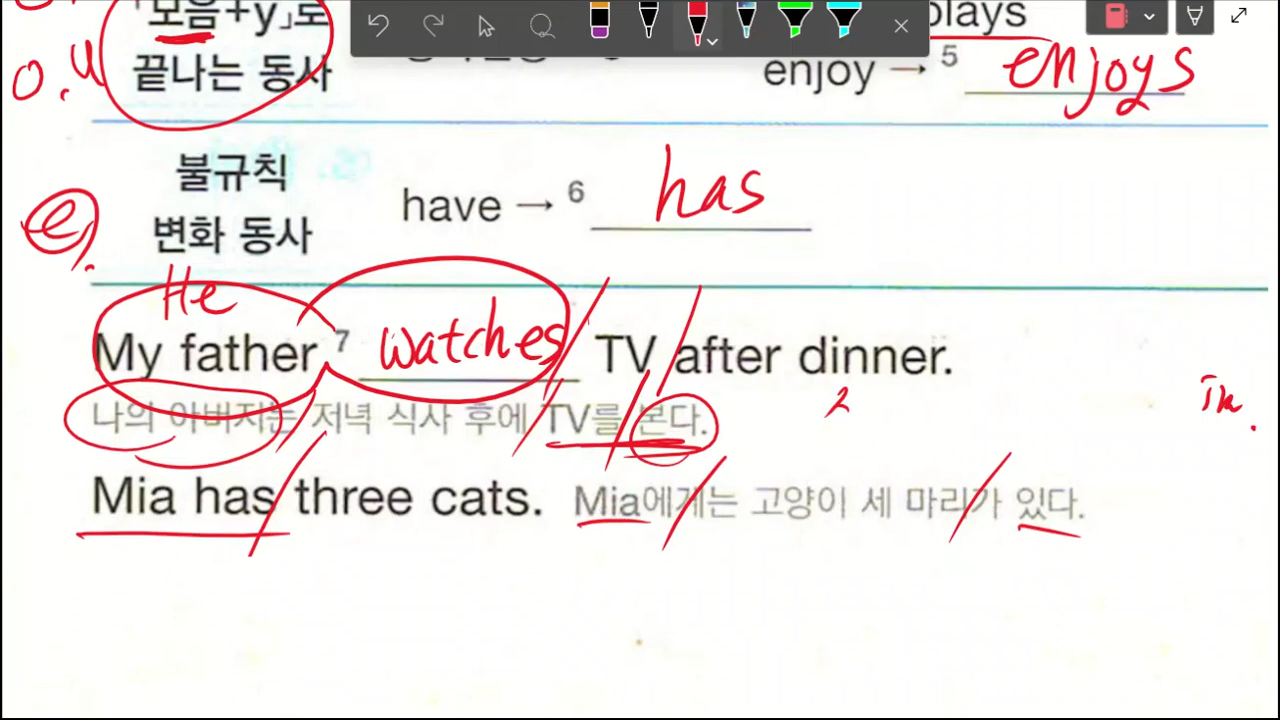 「모음+y」로 plays
o. u 끝나는 동사 enjoy → 5 enjoys
불규칙
have → 6 has
e, 변화 동사
He
My father 7 watches TV after dinner.
나의 아버지는 저녁 식사 후에 TV를 본다.
Mia has three cats. Mia에게는 고양이 세 마리가 있다.